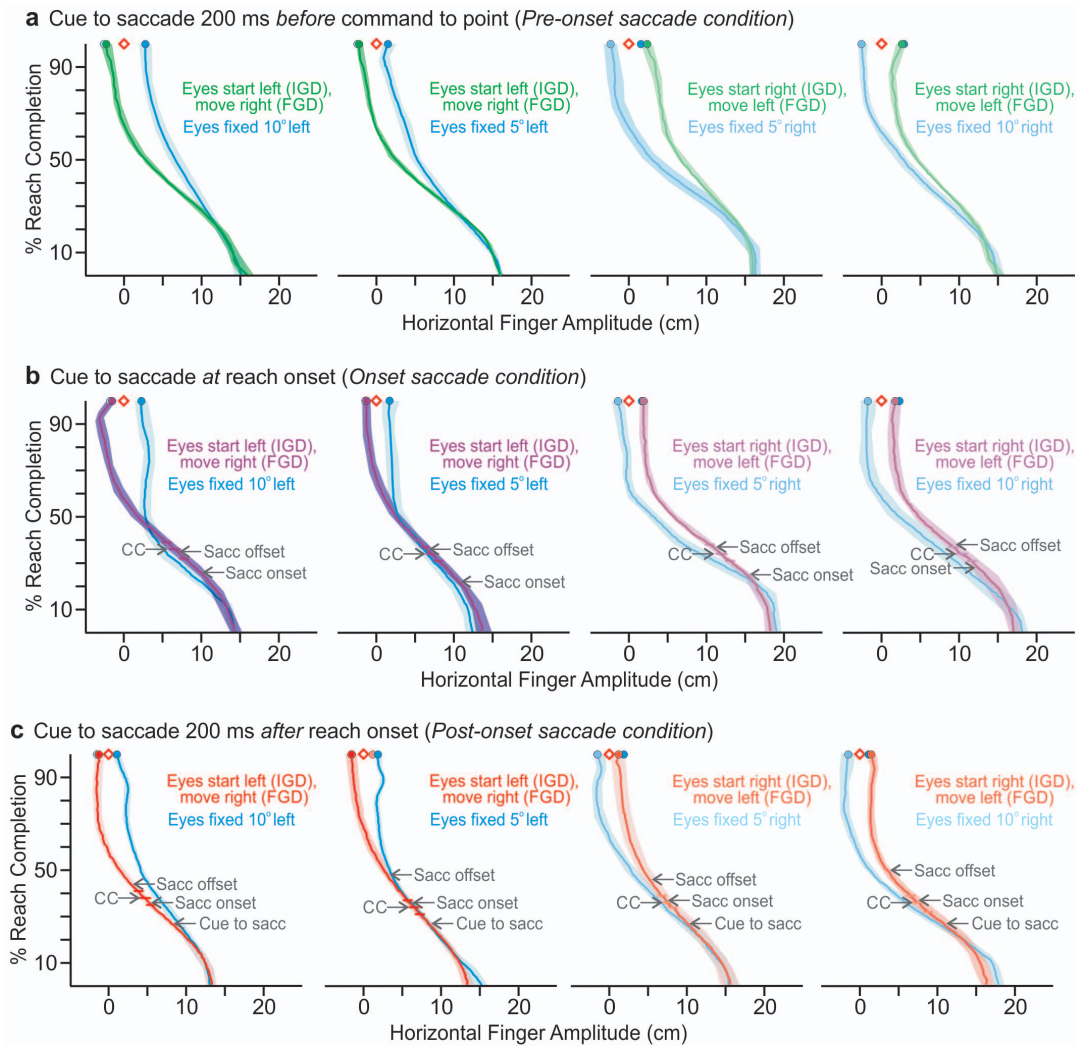 a Cue to saccade 200 ms before command to point (Pre-onset saccade condition)
% Reach Completion
90
50
10
Eyes start left (IGD),
move right (FGD)
Eyes fixed 10° left
Eyes start left (IGD),
move right (FGD)
Eyes fixed 5° left
Eyes start right (IGD),
move left (FGD)
Eyes fixed 5° right
Eyes start right (IGD),
move left (FGD)
Eyes fixed 10° right
0 10 20 0 10 20 0 10 20 0 10 20
Horizontal Finger Amplitude (cm)
b Cue to saccade at reach onset (Onset saccade condition)
% Reach Completion
90
50
10
Eyes start left (IGD),
move right (FGD)
Eyes fixed 10° left
CC
Sacc offset
Sacc onset
Eyes start left (IGD),
move right (FGD)
Eyes fixed 5° left
CC
Sacc offset
Sacc onset
Eyes start right (IGD),
move left (FGD)
Eyes fixed 5° right
CC
Sacc offset
Sacc onset
Eyes start right (IGD),
move left (FGD)
Eyes fixed 10° right
CC
Sacc offset
Sacc onset
0 10 20 0 10 20 0 10 20 0 10 20
Horizontal Finger Amplitude (cm)
c Cue to saccade 200 ms after reach onset (Post-onset saccade condition)
% Reach Completion
90
50
10
Eyes start left (IGD),
move right (FGD)
Eyes fixed 10° left
Sacc offset
CC
Sacc onset
Cue to sacc
Eyes start left (IGD),
move right (FGD)
Eyes fixed 5° left
Sacc offset
CC
Sacc onset
Cue to sacc
Eyes start right (IGD),
move left (FGD)
Eyes fixed 5° right
Sacc offset
CC
Sacc onset
Cue to sacc
Eyes start right (IGD),
move left (FGD)
Eyes fixed 10° right
Sacc offset
CC
Sacc onset
Cue to sacc
0 10 20 0 10 20 0 10 20 0 10 20
Horizontal Finger Amplitude (cm)